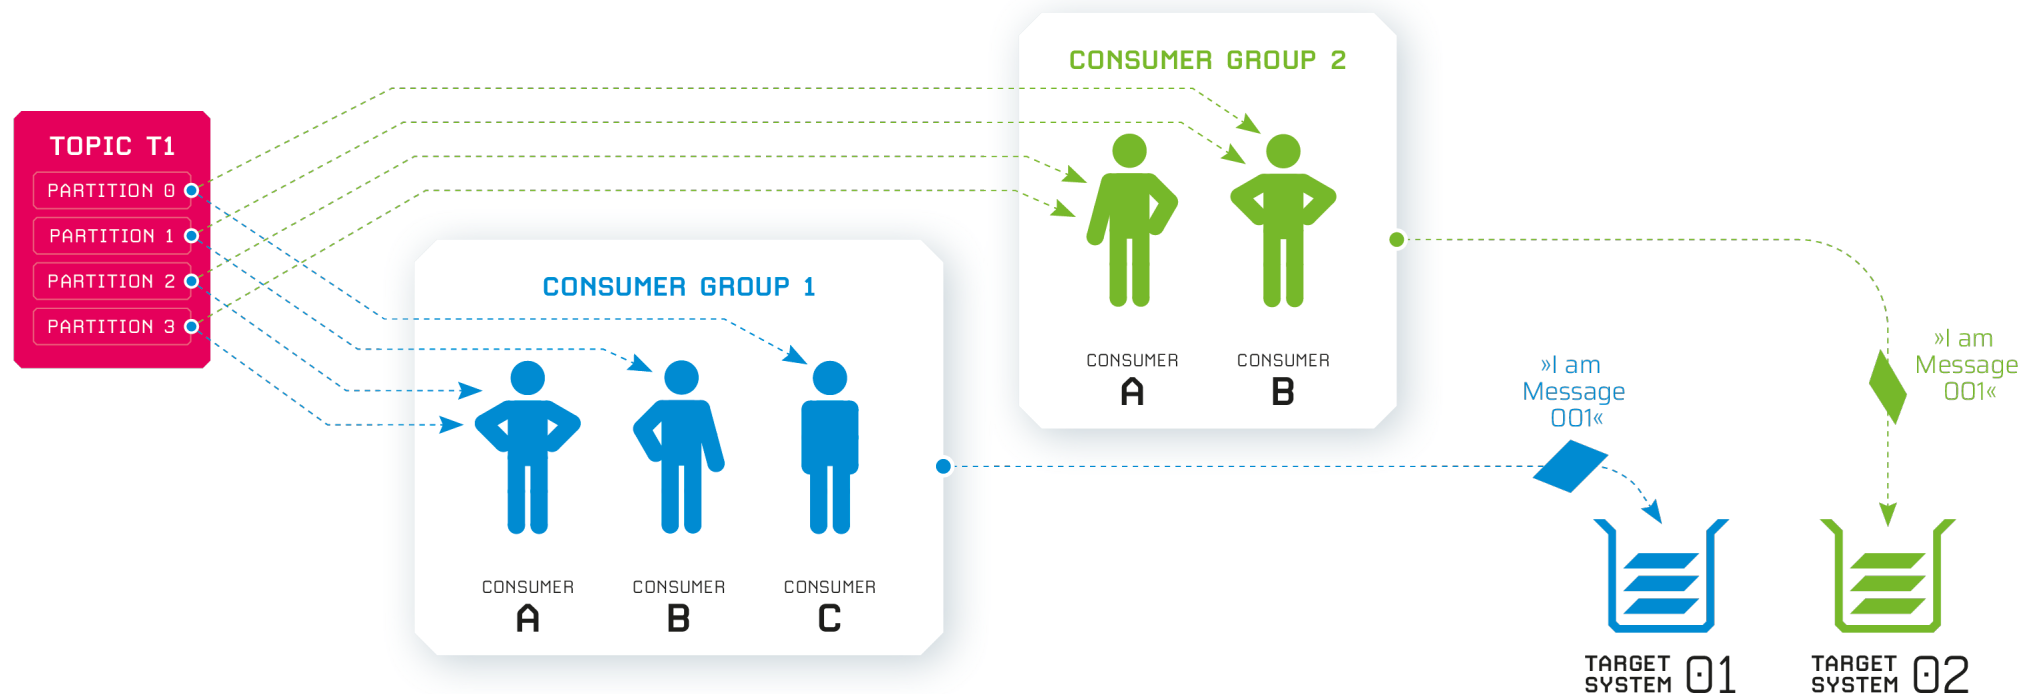 TOPIC T1
PARTITION 0
PARTITION 1
PARTITION 2
PARTITION 3
CONSUMER GROUP 1
CONSUMER
A
CONSUMER
B
CONSUMER
C
CONSUMER GROUP 2
CONSUMER
A
CONSUMER
B
»I am
Message
001«
»I am
Message
001«
TARGET
SYSTEM 01
TARGET
SYSTEM 02